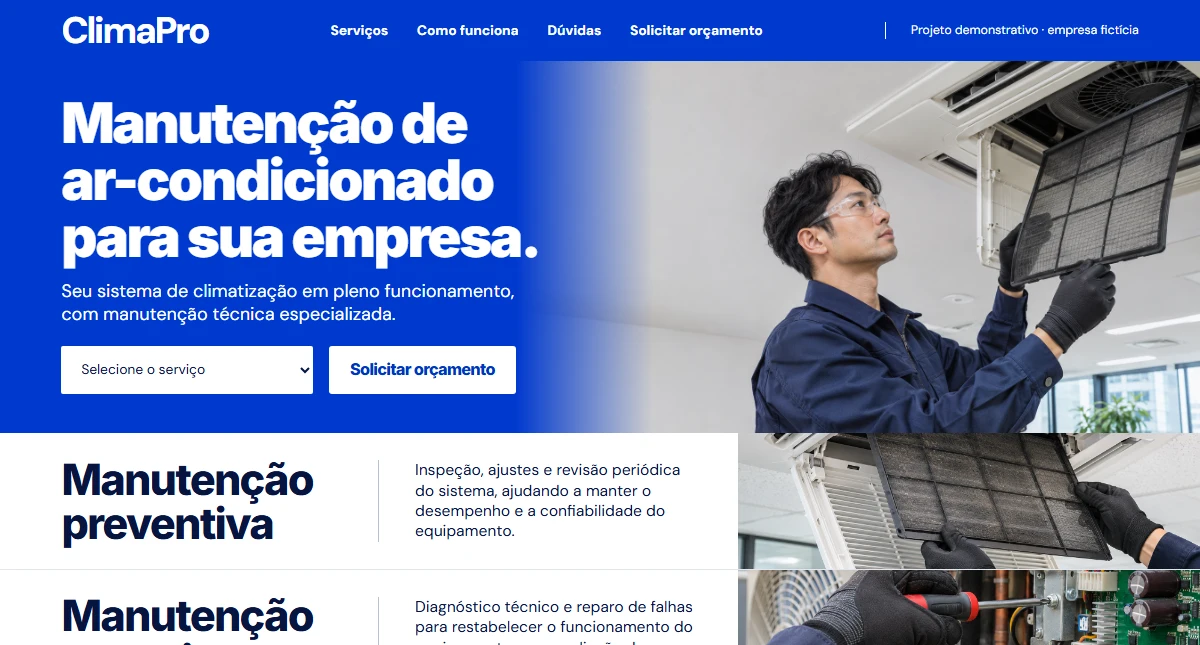 ClimaPro
Serviços
Como funciona
Dúvidas
Solicitar orçamento
Projeto demonstrativo · empresa fictícia
Manutenção de
ar-condicionado
para sua empresa.
Seu sistema de climatização em pleno funcionamento,
com manutenção técnica especializada.
Selecione o serviço
Solicitar orçamento
Manutenção
preventiva
Inspeção, ajustes e revisão periódica
do sistema, ajudando a manter o
desempenho e a confiabilidade do
equipamento.
Manutenção
Diagnóstico técnico e reparo de falhas
para restabelecer o funcionamento do